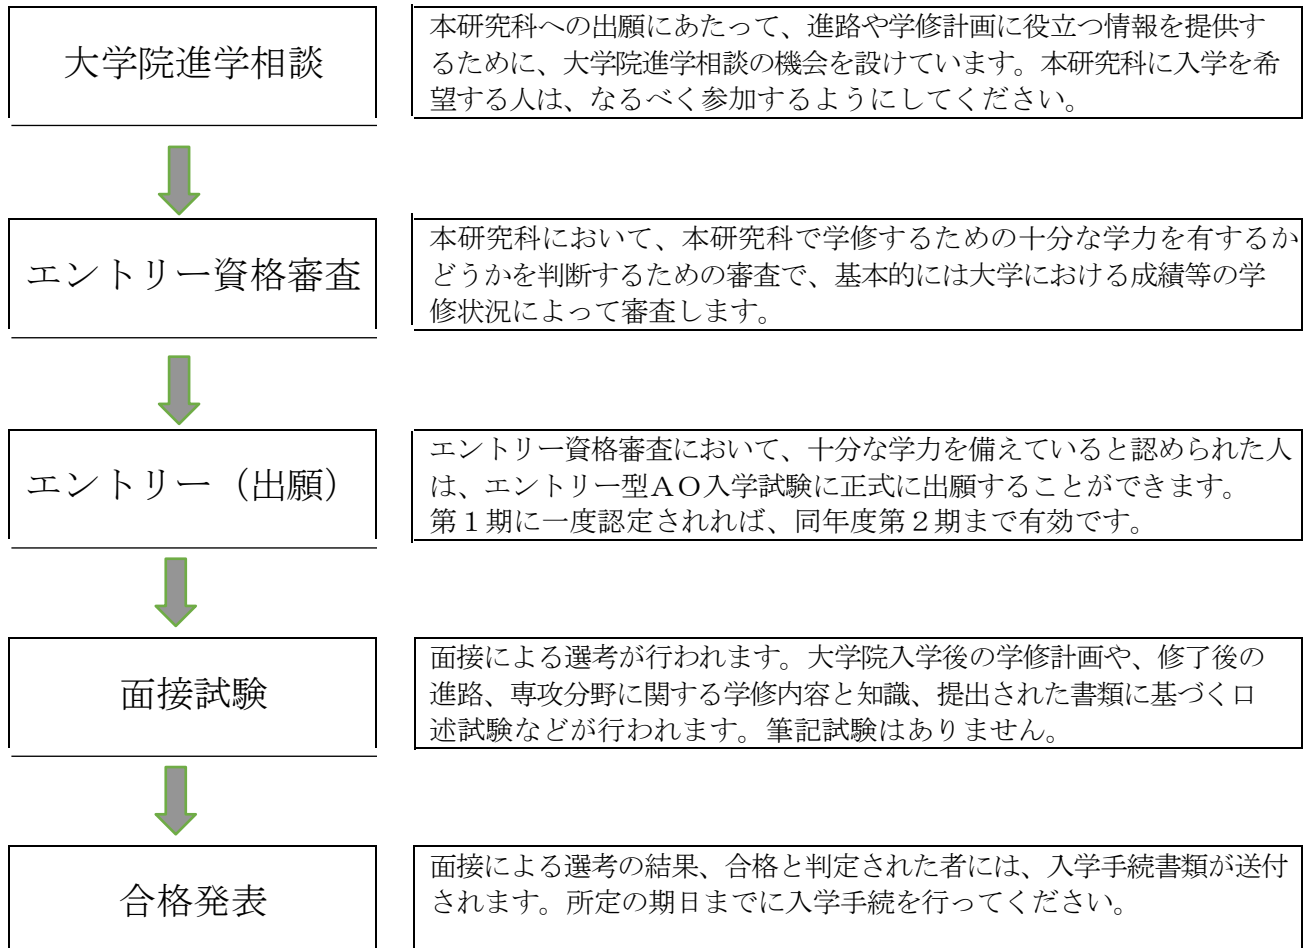 大学院進学相談
本研究科への出願にあたって、進路や学修計画に役立つ情報を提供す
るために、大学院進学相談の機会を設けています。本研究科に入学を希
望する人は、なるべく参加するようにしてください。
エントリー資格審査
本研究科において、本研究科で学修するための十分な学力を有するか
どうかを判断するための審査で、基本的には大学における成績等の学
修状況によって審査します。
エントリー（出願）
エントリー資格審査において、十分な学力を備えていると認められた人
は、エントリー型ＡＯ入学試験に正式に出願することができます。
第１期に一度認定されれば、同年度第２期まで有効です。
面接試験
面接による選考が行われます。大学院入学後の学修計画や、修了後の
進路、専攻分野に関する学修内容と知識、提出された書類に基づく口
述試験などが行われます。筆記試験はありません。
合格発表
面接による選考の結果、合格と判定された者には、入学手続書類が送付
されます。所定の期日までに入学手続を行ってください。